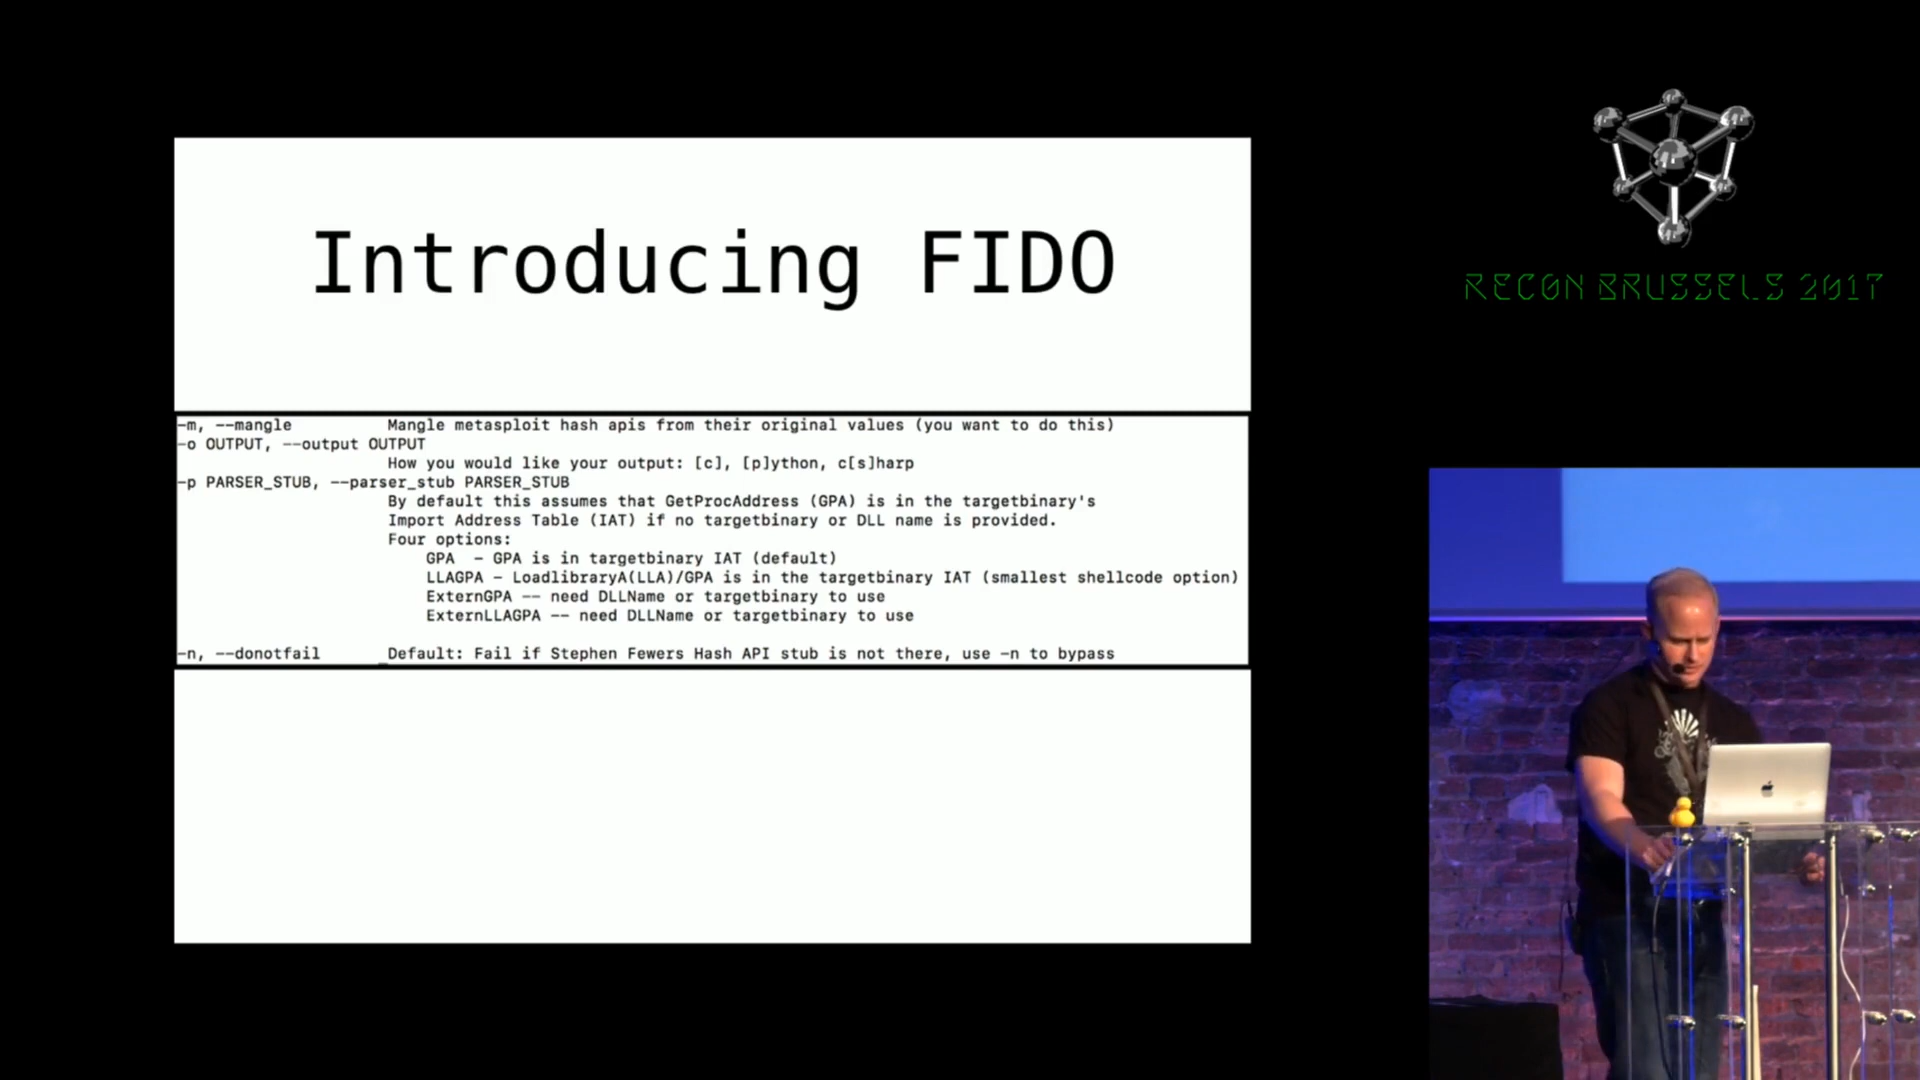 Introducing FIDO
-m, --mangle Mangle metasploit hash apis from their original values (you want to do this)
-o OUTPUT, --output OUTPUT
How you would like your output: [c], [p]ython, c[s]harp
-p PARSER_STUB, --parser_stub PARSER_STUB
By default this assumes that GetProcAddress (GPA) is in the targetbinary's
Import Address Table (IAT) if no targetbinary or DLL name is provided.
Four options:
GPA - GPA is in targetbinary IAT (default)
LLAGPA - LoadlibraryA(LLA)/GPA is in the targetbinary IAT (smallest shellcode option)
ExternGPA -- need DLLName or targetbinary to use
ExternLLAGPA -- need DLLName or targetbinary to use
-n, --donotfail _Default: Fail if Stephen Fewers Hash API stub is not there, use -n to bypass
RECON BRUSSELS 2017